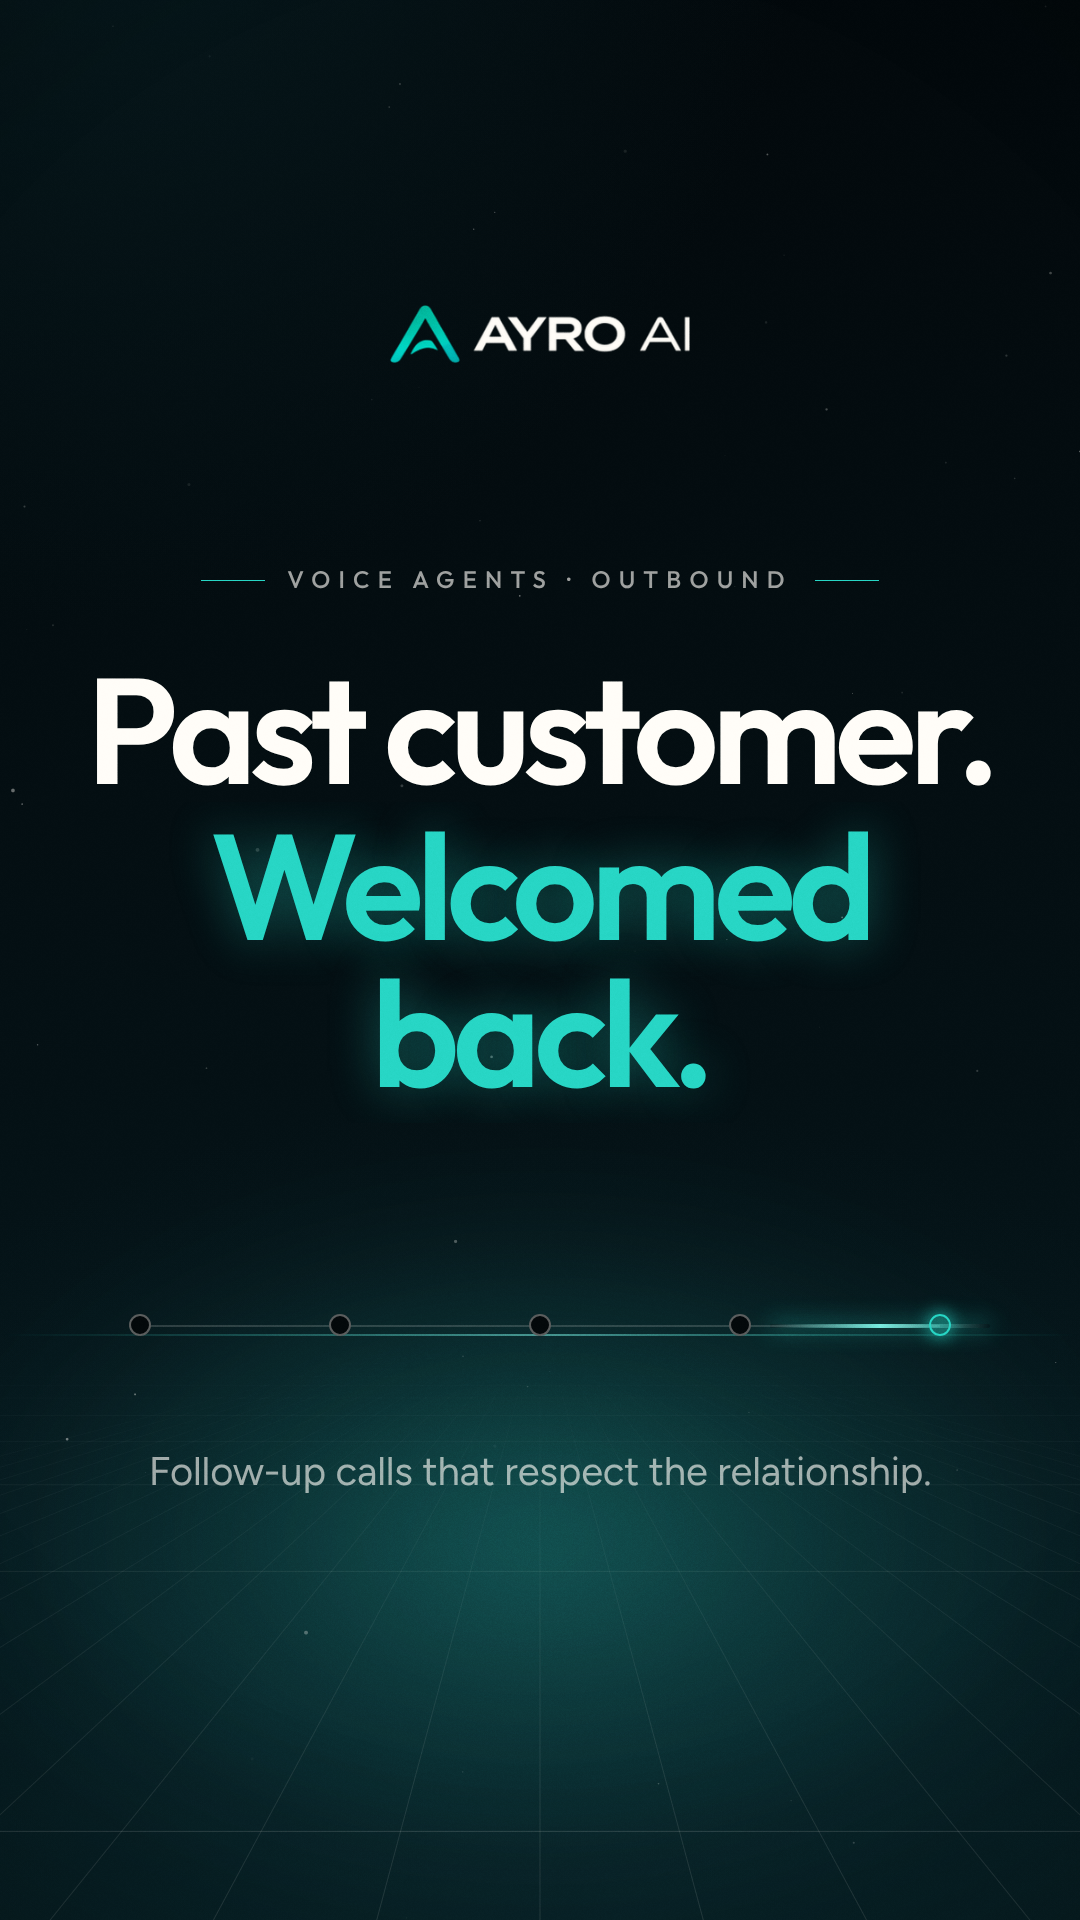 AYRO AI
VOICE AGENTS · OUTBOUND
Past customer.
Welcomed
back.
Follow-up calls that respect the relationship.